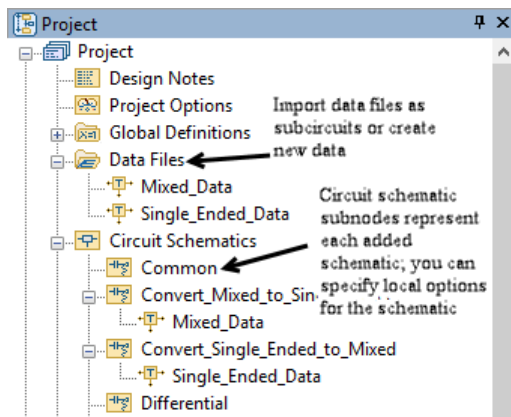 Project
Project
Design Notes
Project Options
Global Definitions
Data Files
Mixed_Data
Single_Ended_Data
Circuit Schematics
Common
Convert_Mixed_to_Sin
Mixed_Data
Convert_Single_Ended_to_Mixed
Single_Ended_Data
Differential
Import data files as
subcircuits or create
new data
Circuit schematic
subnodes represent
each added
schematic; you can
specify local options
for the schematic